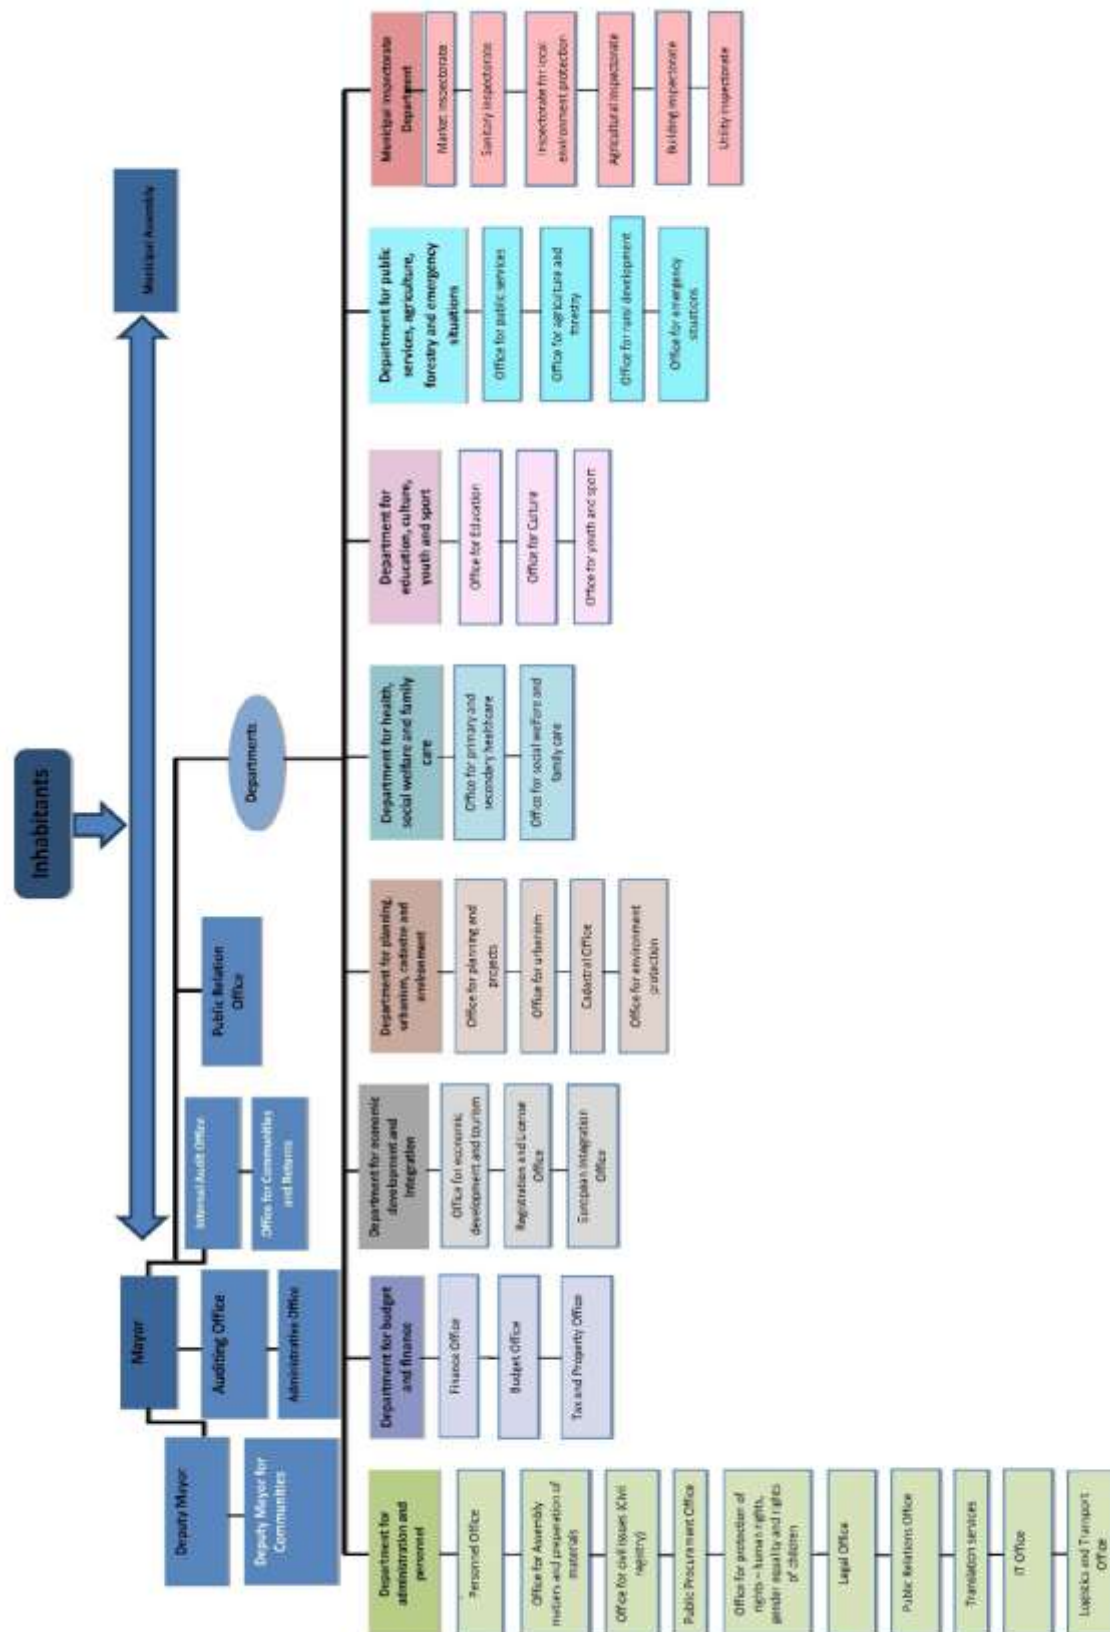 Inhabitants
Mayor
Municipal Assembly
Deputy Mayor
Deputy Mayor for
Communities
Auditing Office
Administrative Office
Internal Audit Office
Office for Communities
and Returns
Public Relation
Office
Departments
Department for
administration and
personnel
Personnel Office
Office for Assembly
matters and preparation of
materials
Office for civil issues (Civil
registry)
Public Procurement Office
Office for protection of
rights – human rights,
gender equality and rights
of children
Legal Office
Public Relations Office
Translation services
IT Office
Logistics and Transport
Office
Department for budget
and finance
Finance Office
Budget Office
Tax and Property Office
Department for economic
development and
Integration
Office for economic
development and tourism
Registration and License
Office
European Integration
Office
Department for planning,
urbanism, cadastre and
environment
Office for planning and
projects
Office for urbanism
Cadastral Office
Office for environment
protection
Department for health,
social welfare and family
care
Office for primary and
secondary healthcare
Office for social welfare and
family care
Department for
education, culture,
youth and sport
Office for Education
Office for Culture
Office for youth and sport
Department for public
services, agriculture,
forestry and emergency
situations
Office for public services
Office for agriculture and
forestry
Office for rural development
Office for emergency
situations
Municipal Inspectorate
Department
Market inspectorate
Sanitary inspectorate
Inspectorate for local
environment protection
Agricultural inspectorate
Building inspectorate
Utility inspectorate